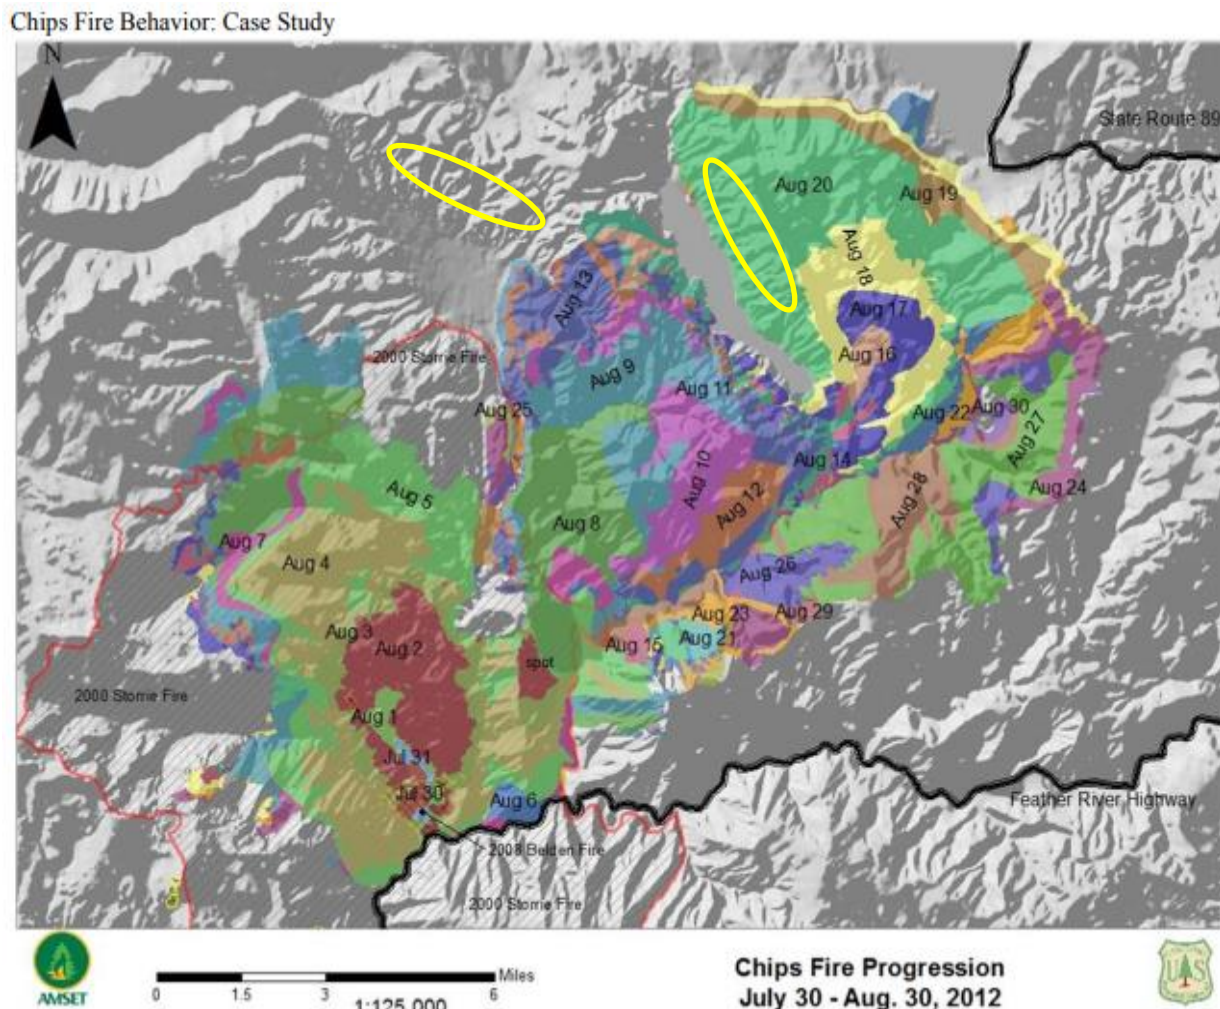 Chips Fire Behavior: Case Study
N
State Route 89
Aug 20
Aug 19
Aug 18
Aug 13
Aug 17
2000 Storrie Fire
Aug 16
Aug 9
Aug 11
Aug 25
Aug 22
Aug 30
Aug 27
Aug 10
Aug 14
Aug 5
Aug 12
Aug 28
Aug 24
Aug 8
Aug 7
Aug 4
Aug 26
Aug 23
Aug 29
Aug 3
Aug 2
Aug 15
Aug 21
spot
2000 Storrie Fire
Aug 1
Jul 31
Jul 30
Aug 6
Feather River Highway
2008 Belden Fire
2000 Storrie Fire
AMSET
Miles
0 1.5 3 6
1:125,000
Chips Fire Progression
July 30 - Aug. 30, 2012
UAS